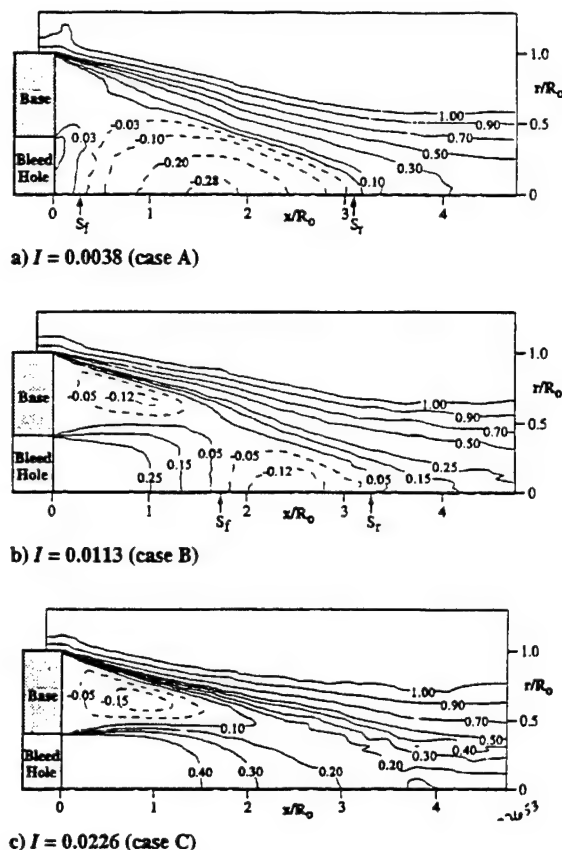 1.0
r/Rₒ
Base
0.03
-0.03
-0.10
-0.20
-0.28
Bleed
Hole
1.00
0.90
0.70
0.50
0.5
0.30
0.10
0
0 1 2 3 4
S_f x/Rₒ S_r
a) I = 0.0038 (case A)
1.0
r/Rₒ
Base
-0.05
-0.12
Bleed
Hole
0.25
0.15
0.05
-0.05
-0.12
0.05
0.15
0.25
1.00
0.90
0.70
0.5
0.50
0
0 1 2 3 4
S_f x/Rₒ S_r
b) I = 0.0113 (case B)
1.0
r/Rₒ
Base
-0.05
-0.15
0.10
Bleed
Hole
0.40
0.30
0.20
1.00
0.90
0.70
0.5
0.50
0.40
0.30
0.20
0
0 1 2 3 4
x/Rₒ
c) I = 0.0226 (case C)